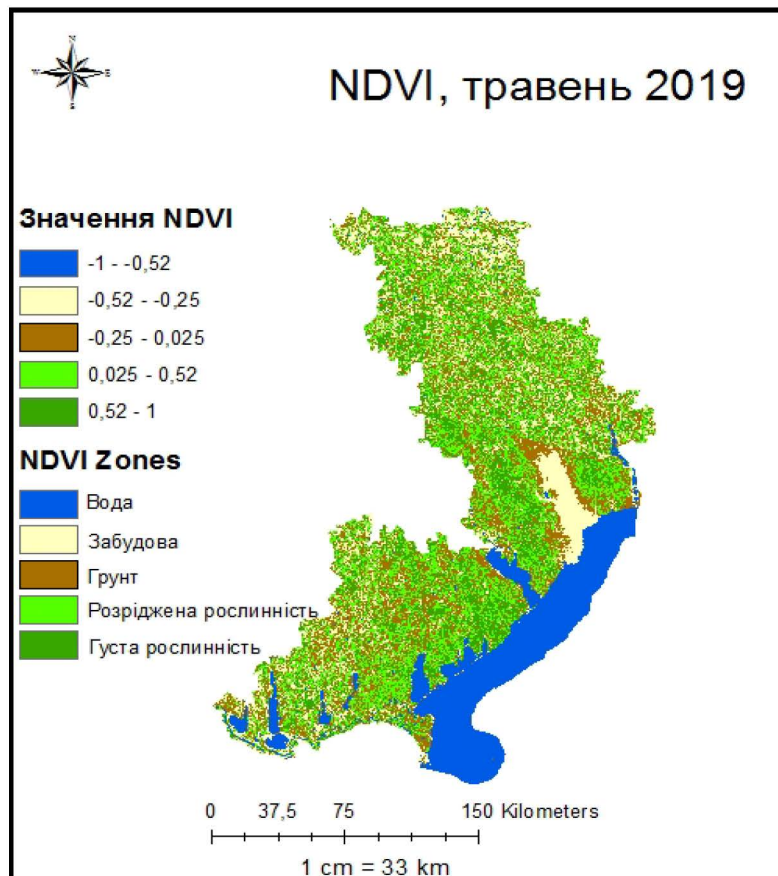 N
W E
S
NDVI, травень 2019
Значення NDVI
-1 - -0,52
-0,52 - -0,25
-0,25 - 0,025
0,025 - 0,52
0,52 - 1
NDVI Zones
Вода
Забудова
Грунт
Розріджена рослинність
Густа рослинність
0 37,5 75 150 Kilometers
1 cm = 33 km